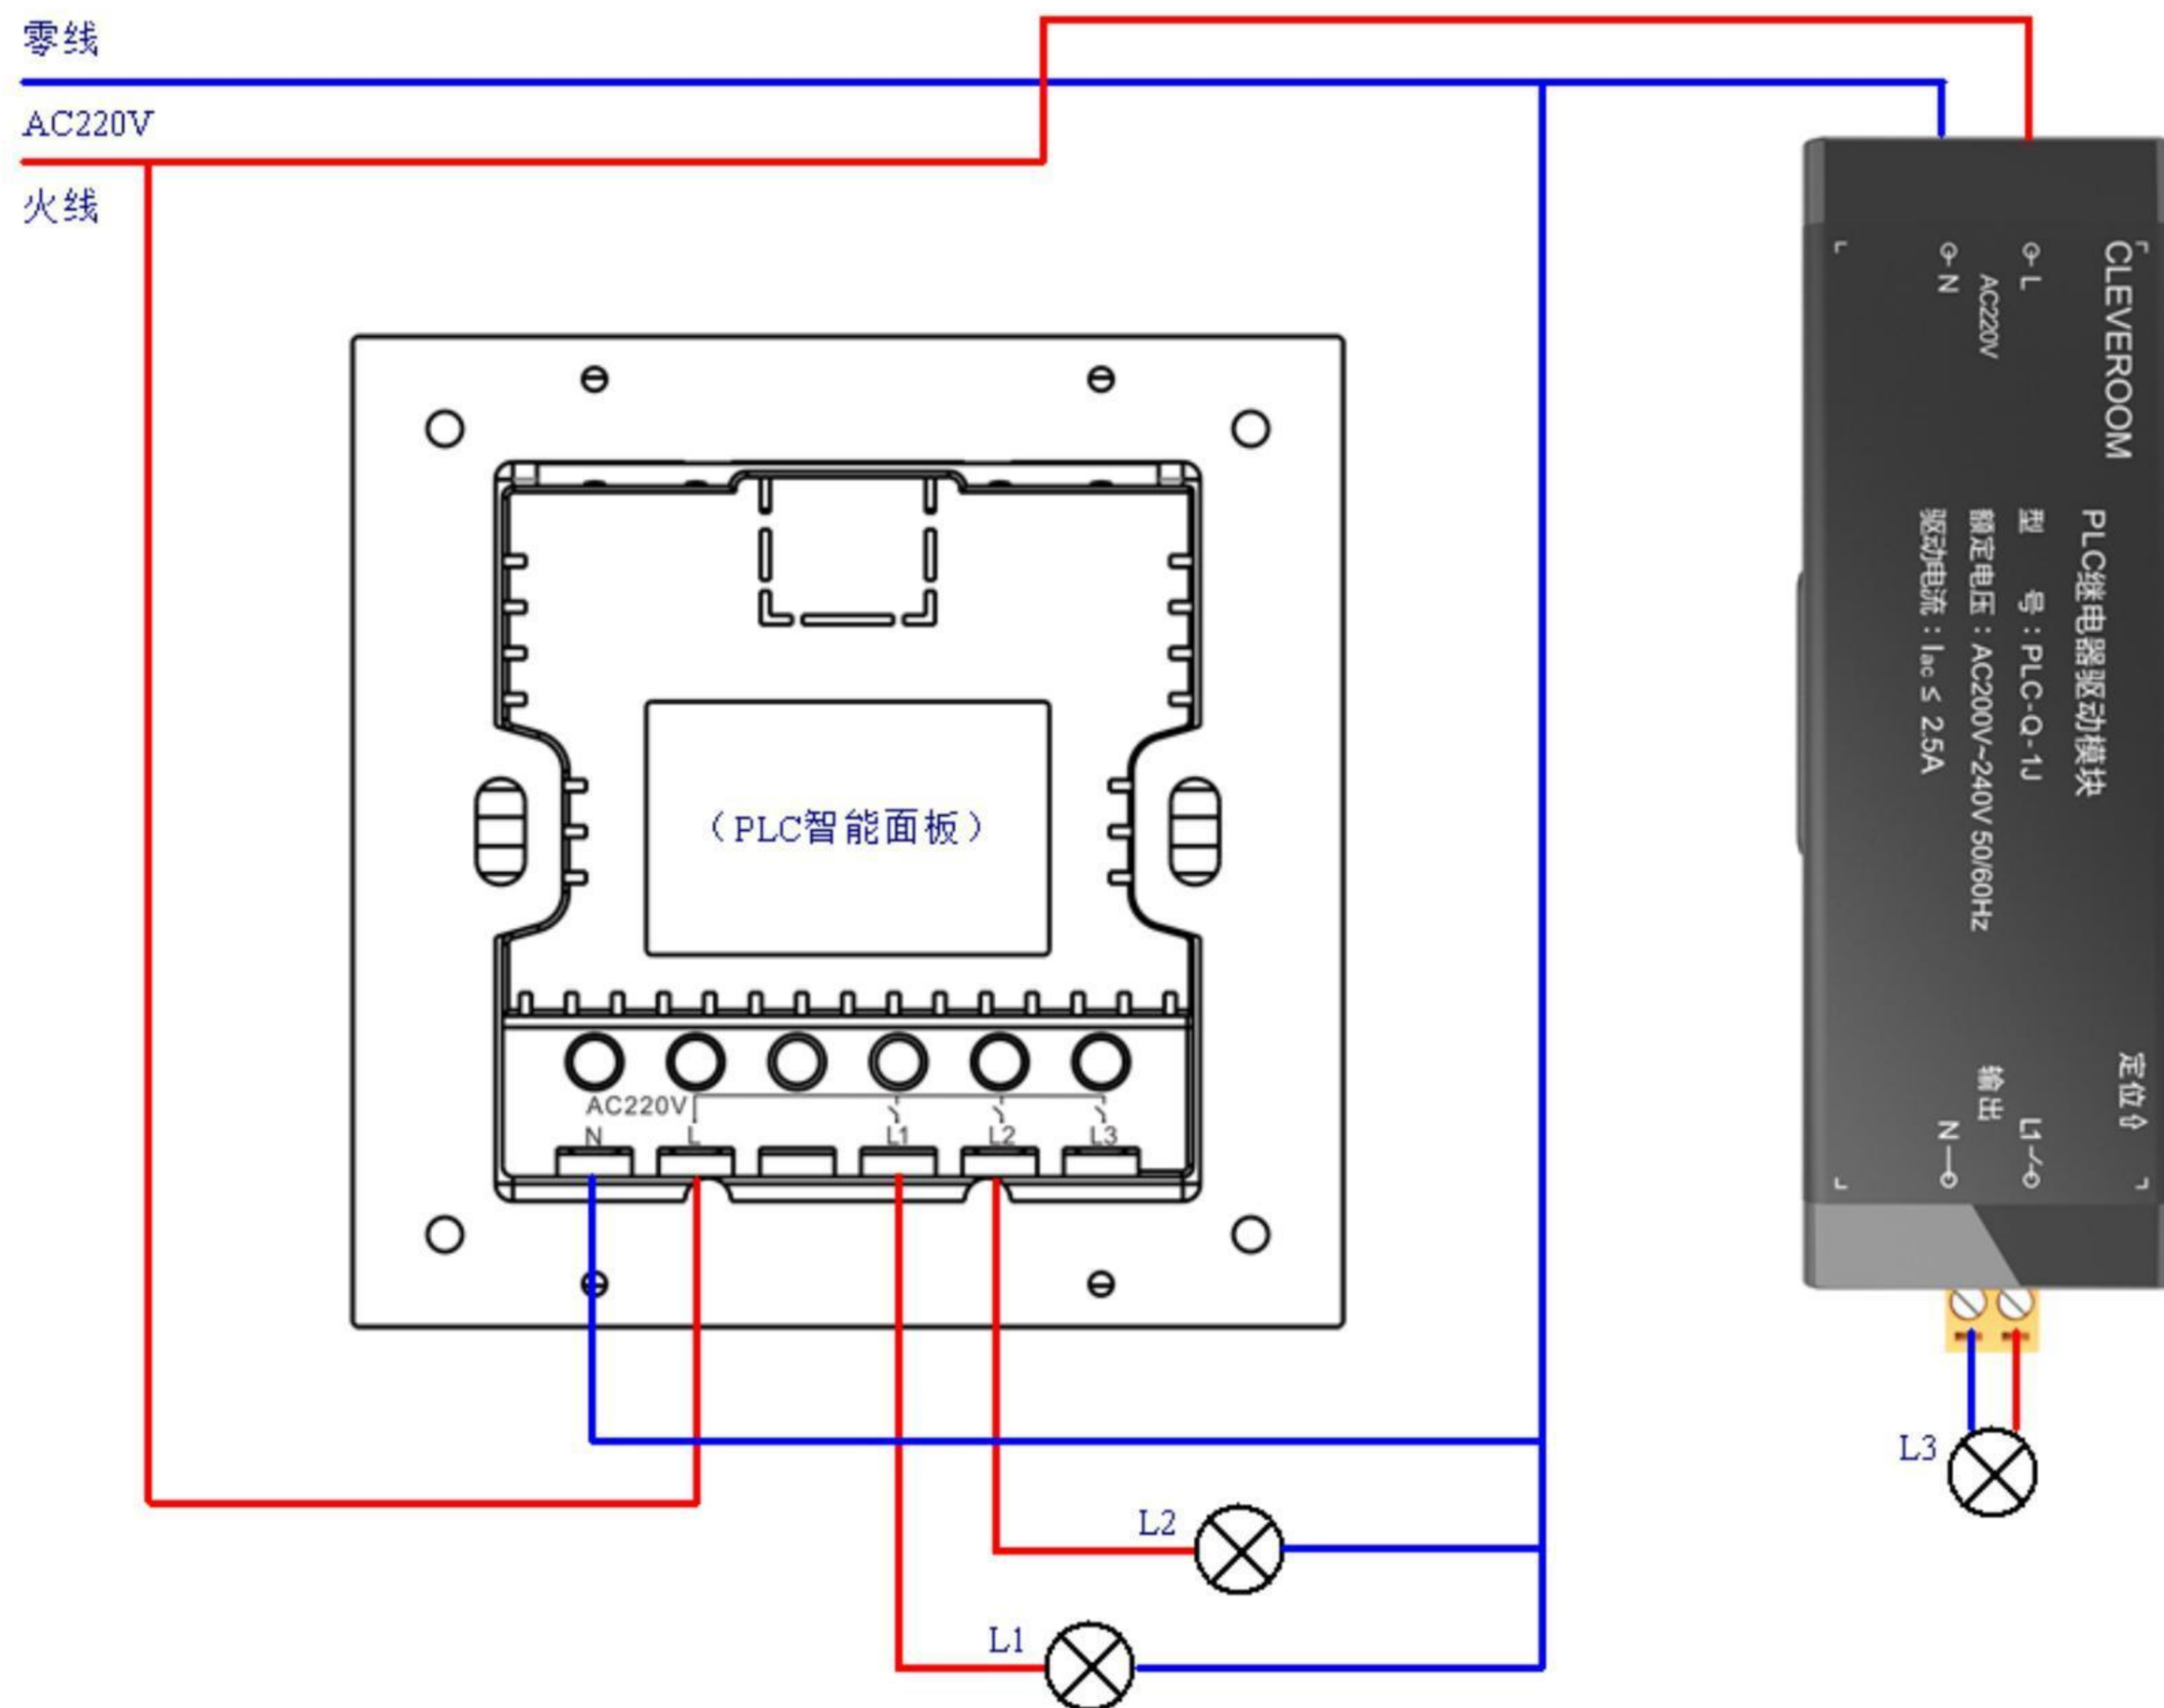 零线
AC220V
火线
（PLC智能面板）
AC220V
N
L
L1
L2
L3
L2
L1
CLEVEROOM
PLC继电器驱动模块
L
型　号：PLC-Q-1J
AC220V
额定电压：AC200V~240V 50/60Hz
N
驱动电流：Iac ≤ 2.5A
定位⇧
输出
L1
N
L3